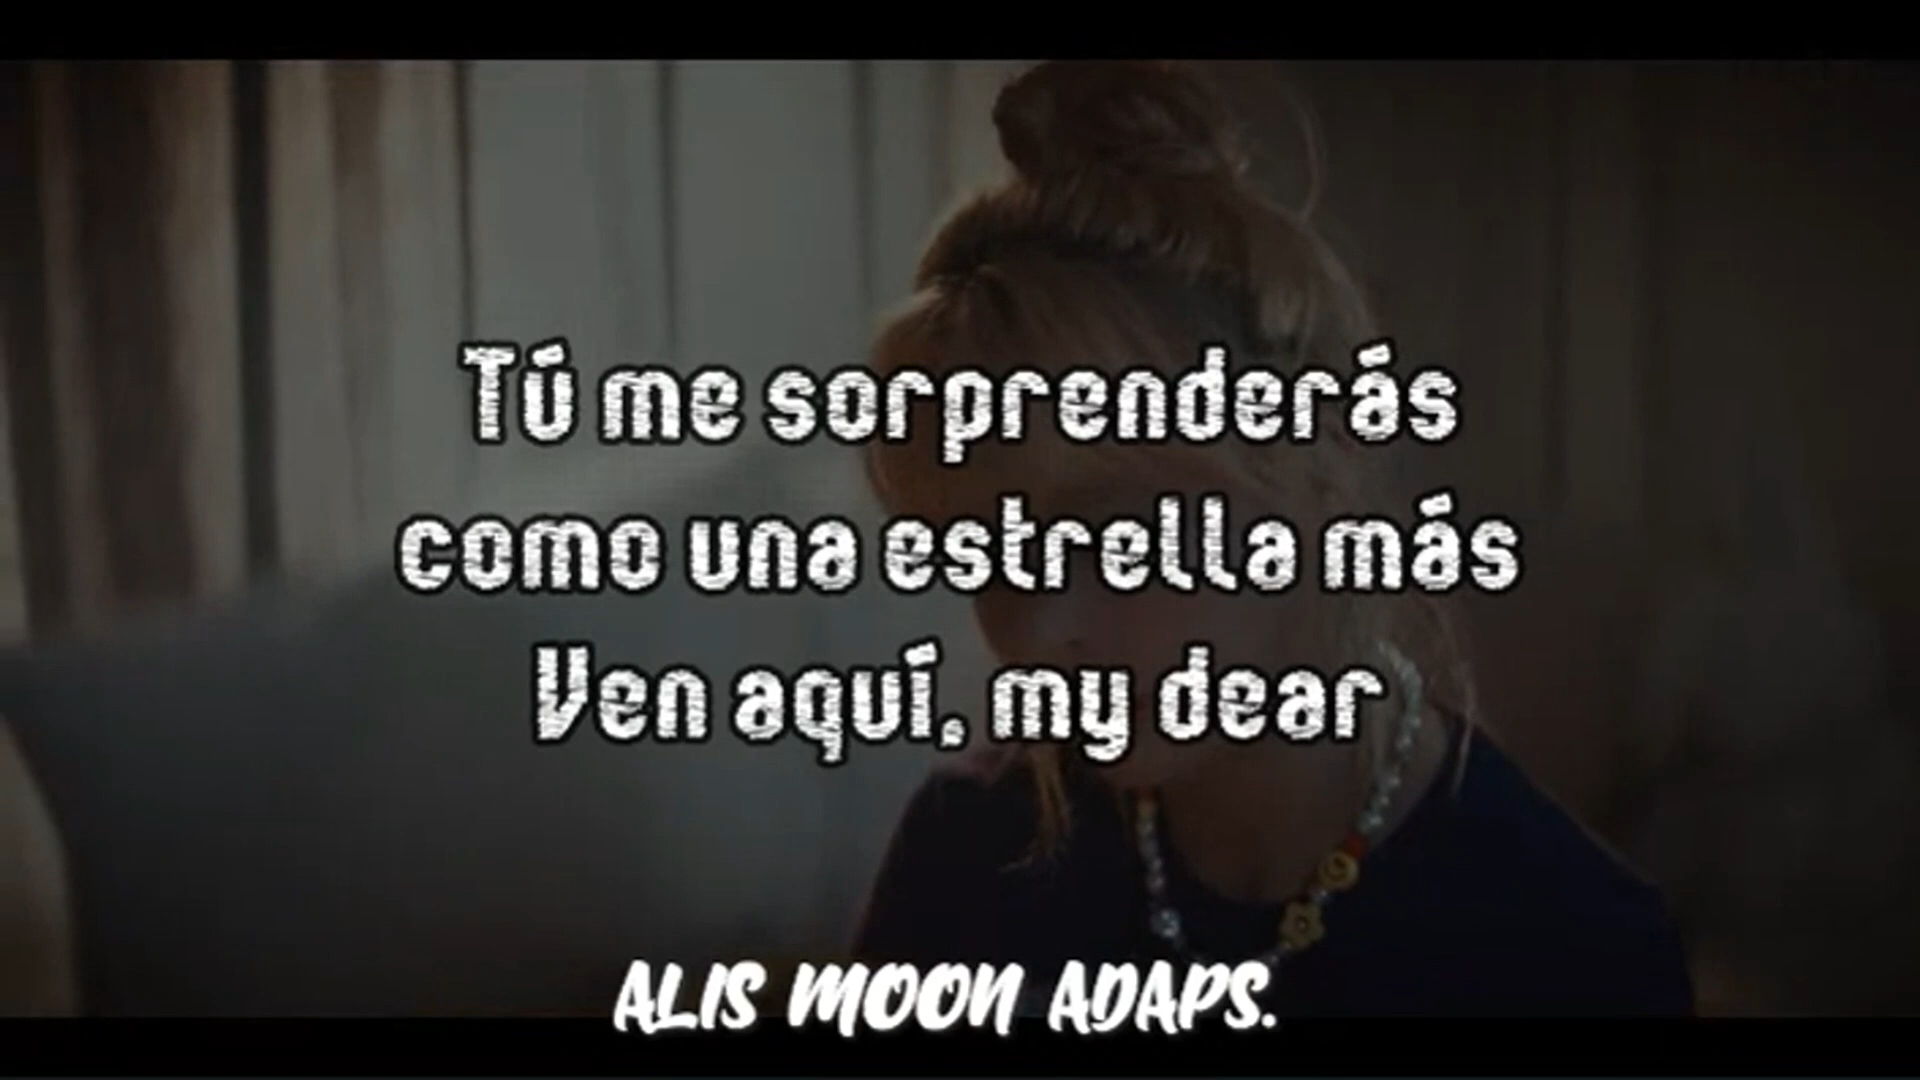 Tú me sorprenderás
como una estrella más
Ven aquí, my dear
ALIS MOON ADAPS.